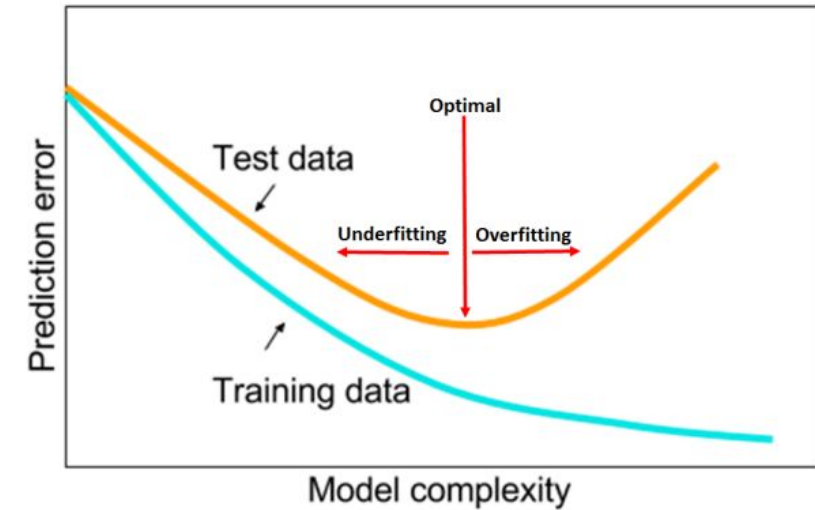 Optimal
Test data
Underfitting
Overfitting
Prediction error
Training data
Model complexity